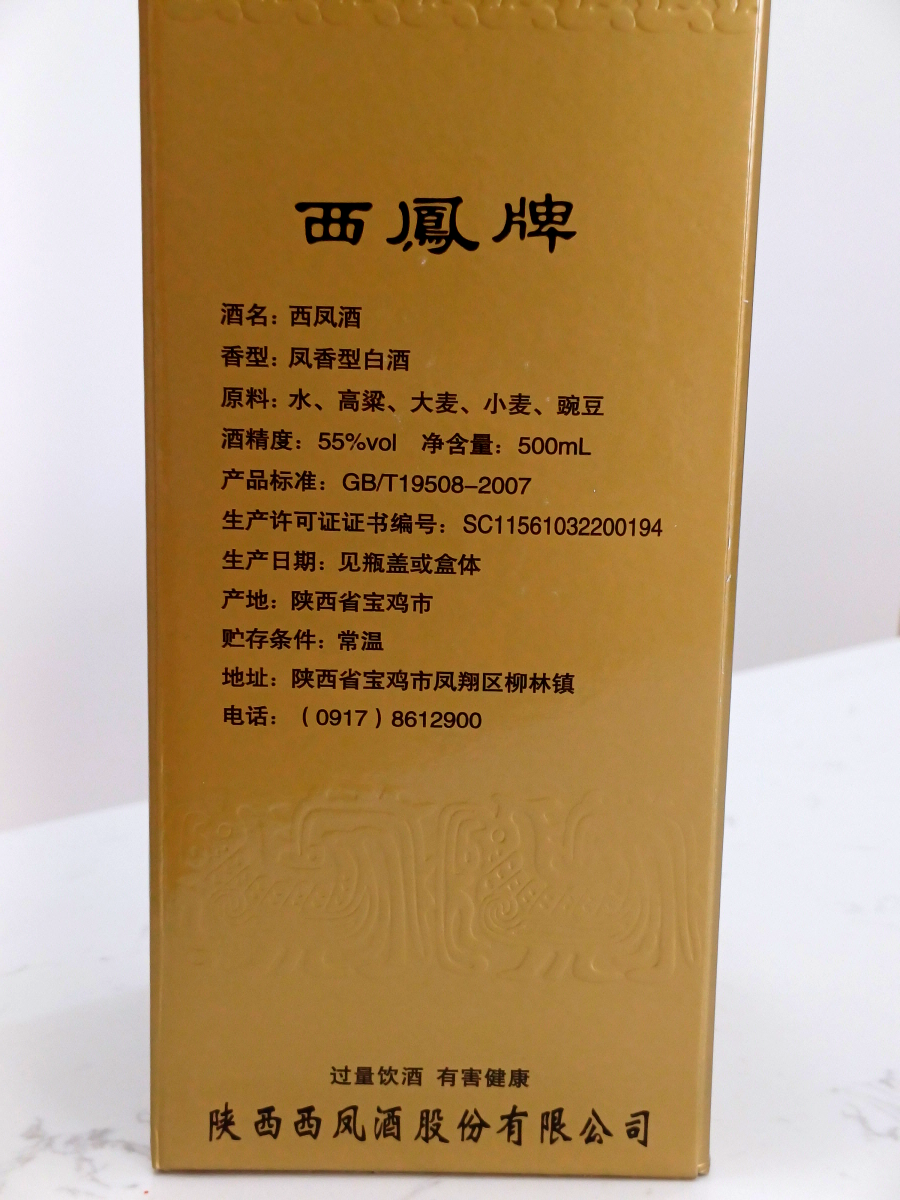 西鳳牌
酒名：西凤酒
香型：凤香型白酒
原料：水、高粱、大麦、小麦、豌豆
酒精度：55%vol 净含量：500mL
产品标准：GB/T19508-2007
生产许可证证书编号：SC11561032200194
生产日期：见瓶盖或盒体
产地：陕西省宝鸡市
贮存条件：常温
地址：陕西省宝鸡市凤翔区柳林镇
电话：（0917）8612900
过量饮酒 有害健康
陕西西凤酒股份有限公司